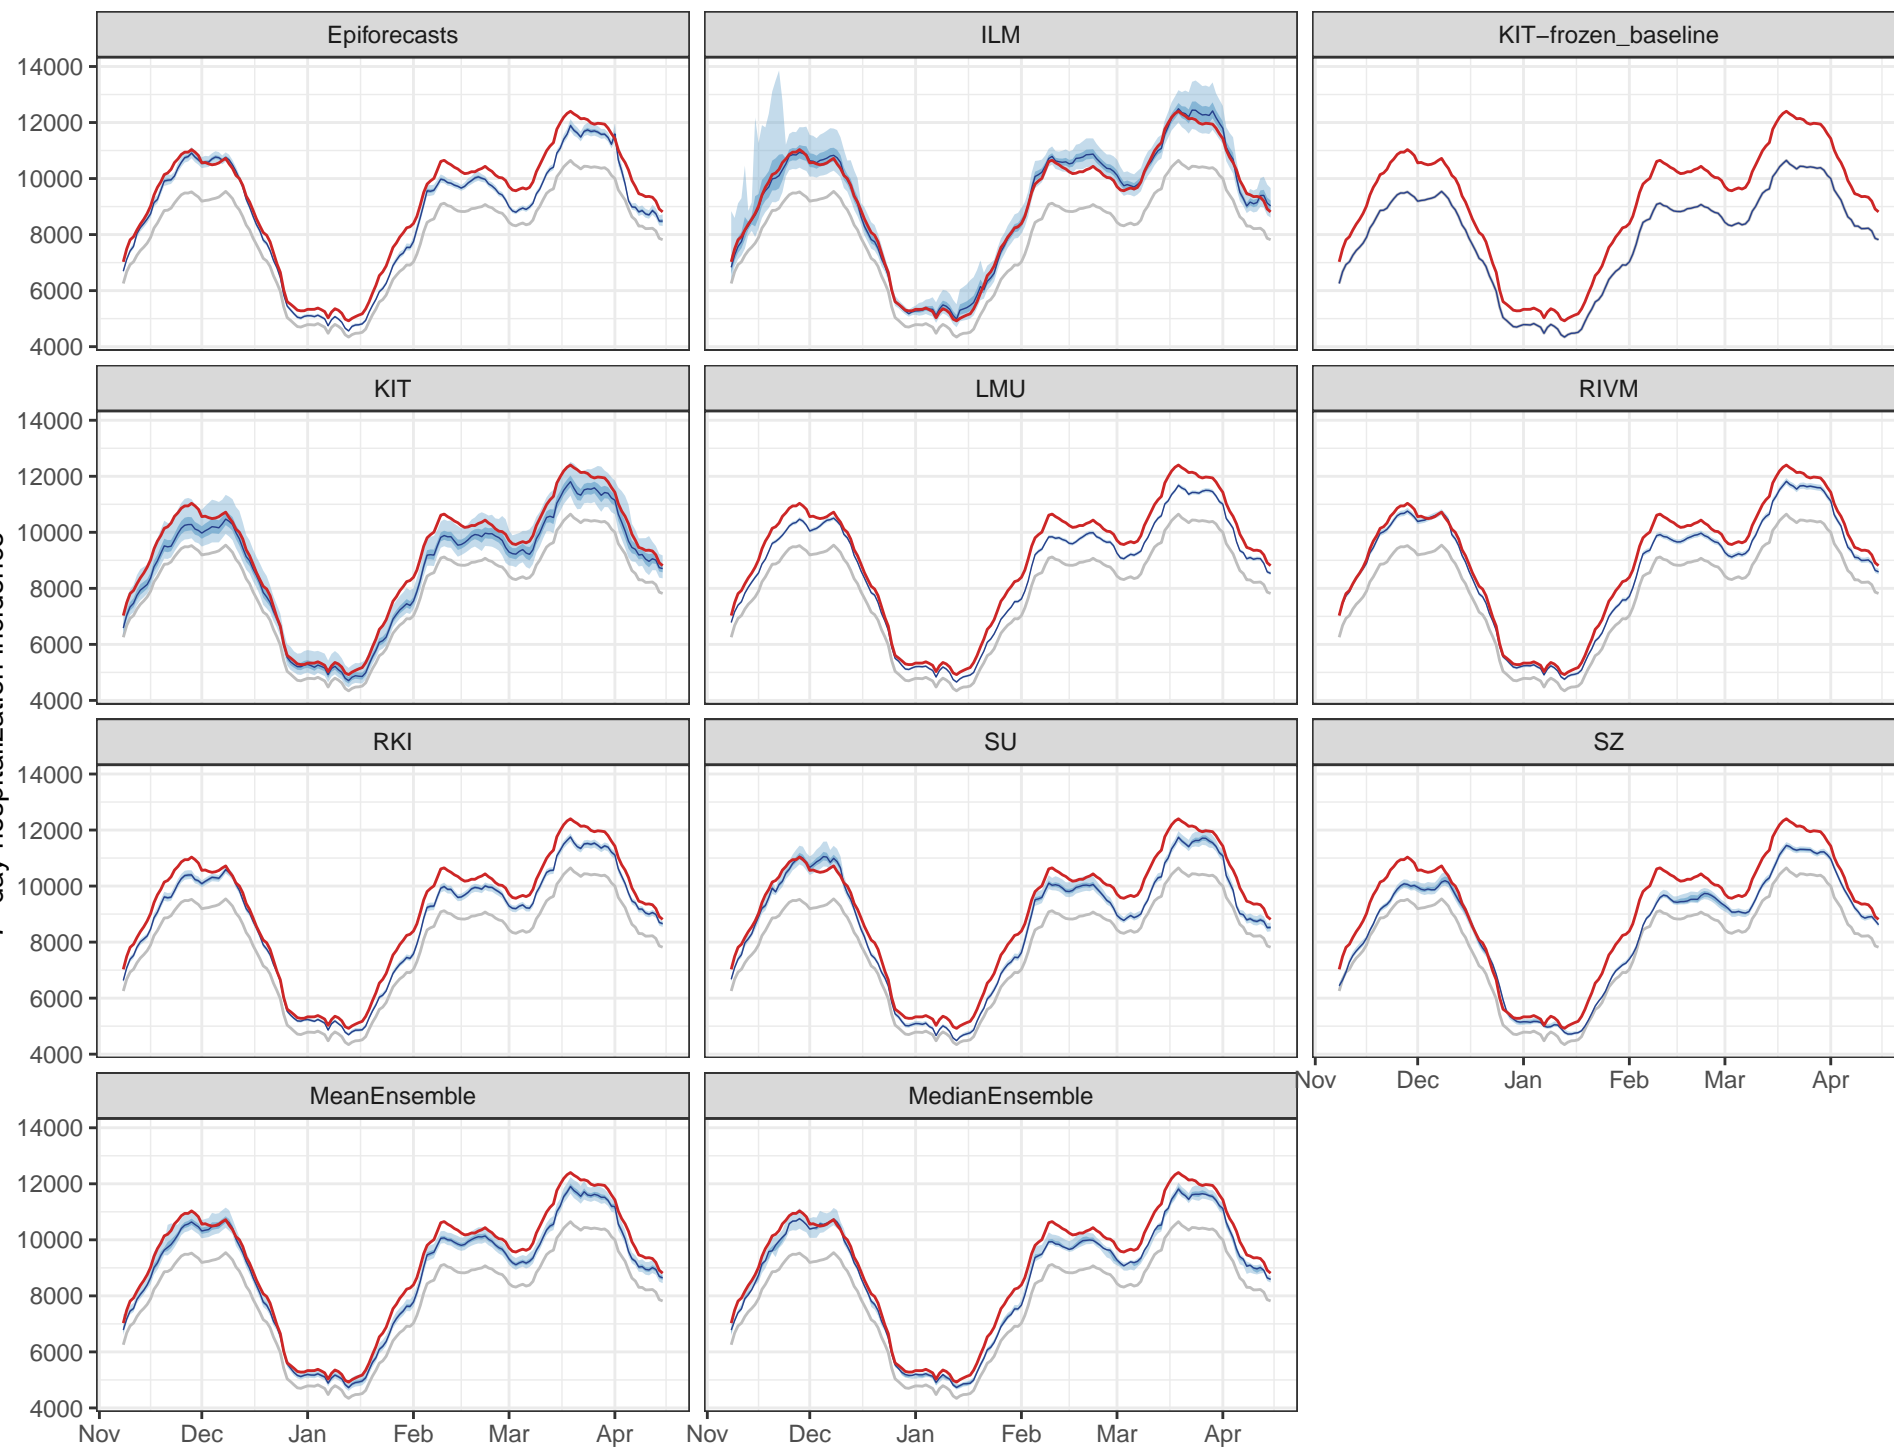 Epiforecasts
ILM
KIT−frozen_baseline
14000
12000
10000
8000
6000
4000
KIT
LMU
RIVM
14000
12000
10000
8000
6000
4000
RKI
SU
SZ
14000
12000
10000
8000
6000
4000
Nov Dec Jan Feb Mar Apr
MeanEnsemble
MedianEnsemble
14000
12000
10000
8000
6000
4000
Nov Dec Jan Feb Mar Apr
Nov Dec Jan Feb Mar Apr